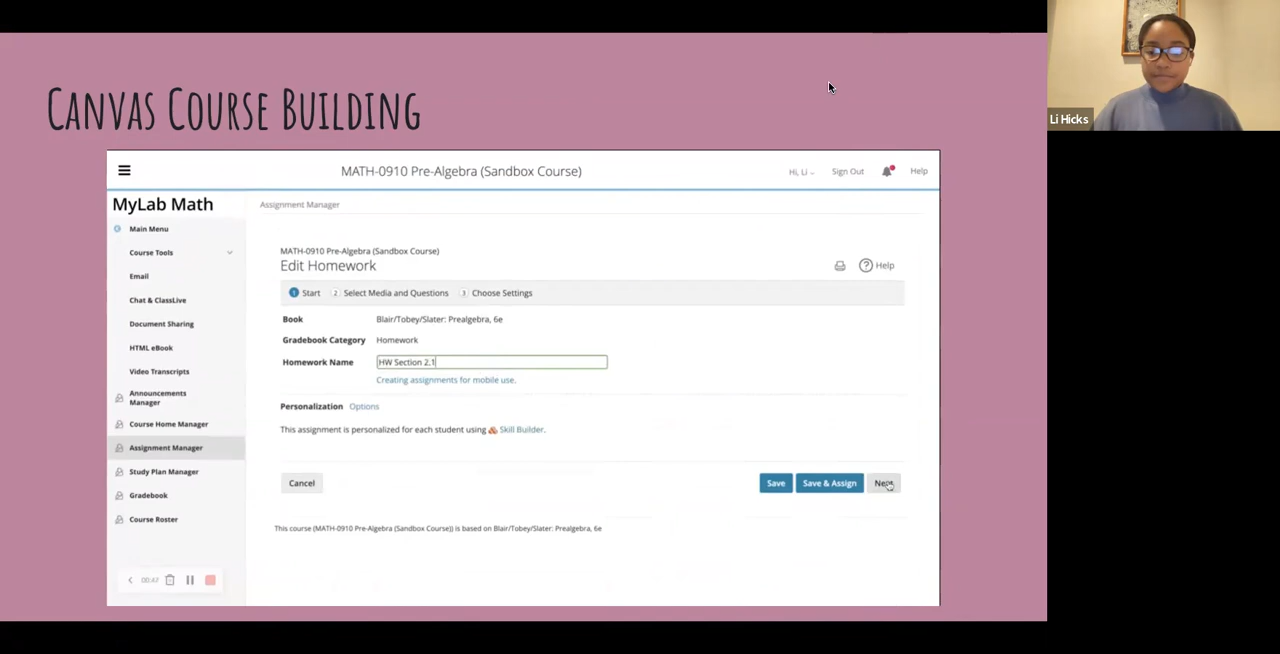 CANVAS COURSE BUILDING
Li Hicks
MATH-0910 Pre-Algebra (Sandbox Course)
Hi, Li
Sign Out
Help
MyLab Math
Main Menu
Course Tools
Email
Chat & ClassLive
Document Sharing
HTML eBook
Video Transcripts
Announcements
Manager
Course Home Manager
Assignment Manager
Study Plan Manager
Gradebook
Course Roster
00:47
Assignment Manager
MATH-0910 Pre-Algebra (Sandbox Course)
Edit Homework
? Help
1 Start 2 Select Media and Questions 3 Choose Settings
Book Blair/Tobey/Slater: Prealgebra, 6e
Gradebook Category Homework
Homework Name HW Section 2.1
Creating assignments for mobile use.
Personalization Options
This assignment is personalized for each student using Skill Builder.
Cancel Save Save & Assign Next
This course (MATH-0910 Pre-Algebra (Sandbox Course)) is based on Blair/Tobey/Slater: Prealgebra, 6e